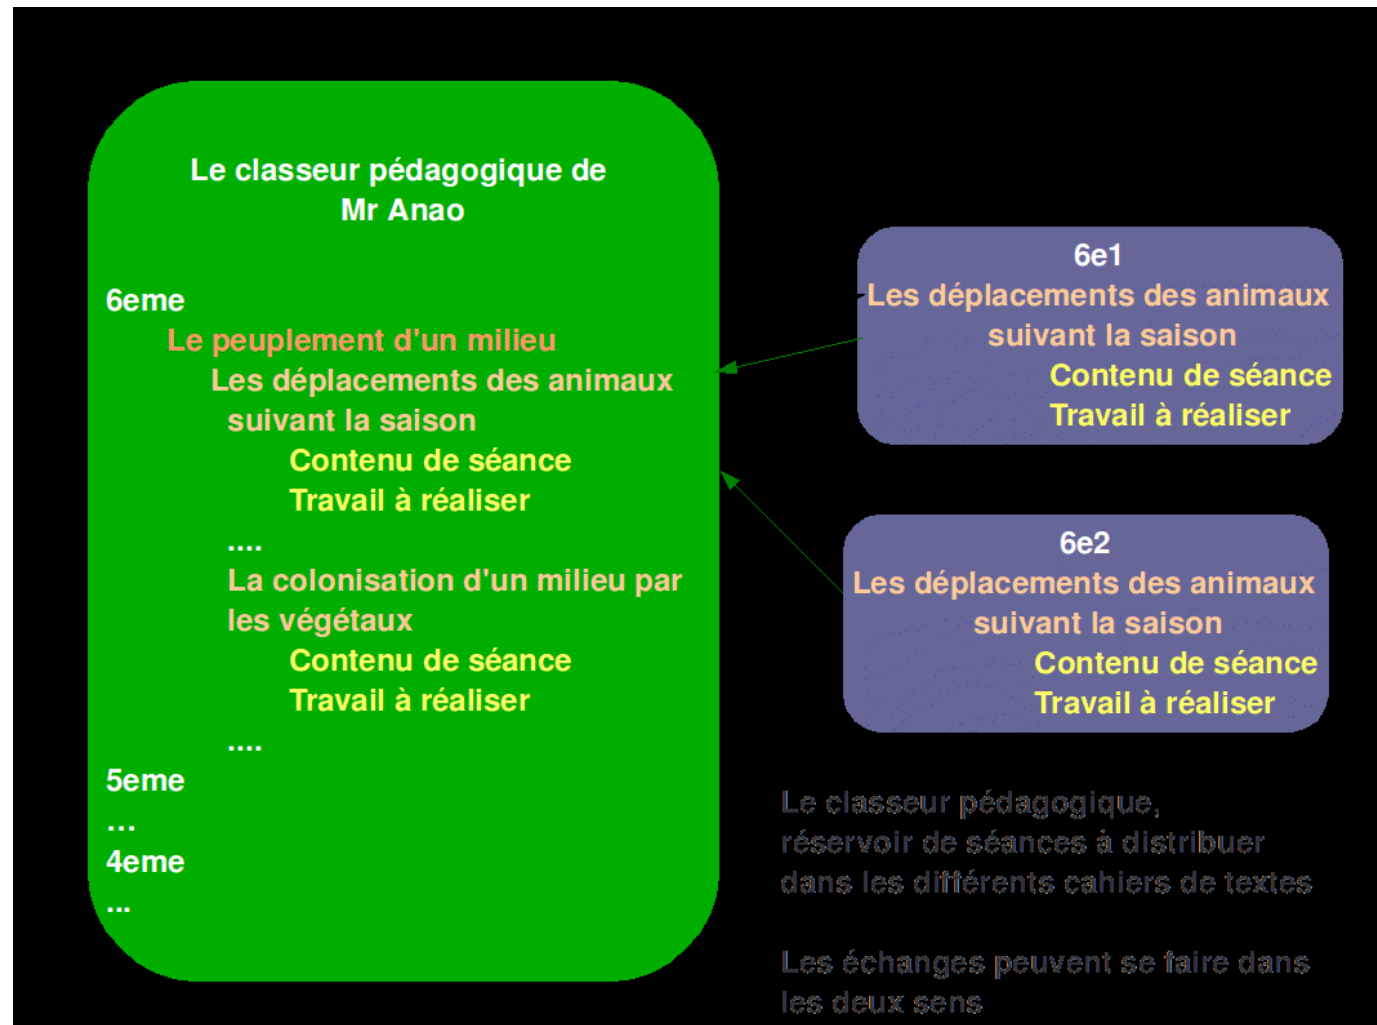 Le classeur pédagogique de
Mr Anao
6eme
Le peuplement d'un milieu
Les déplacements des animaux
suivant la saison
Contenu de séance
Travail à réaliser
....
La colonisation d'un milieu par
les végétaux
Contenu de séance
Travail à réaliser
....
5eme
...
4eme
...
6e1
Les déplacements des animaux
suivant la saison
Contenu de séance
Travail à réaliser
6e2
Les déplacements des animaux
suivant la saison
Contenu de séance
Travail à réaliser
Le classeur pédagogique,
réservoir de séances à distribuer
dans les différents cahiers de textes
Les échanges peuvent se faire dans
les deux sens